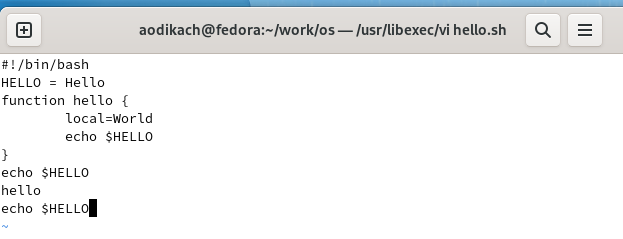 aodikach@fedora:~/work/os — /usr/libexec/vi hello.sh
#!/bin/bash
HELLO = Hello
function hello {
        local=World
        echo $HELLO
}
echo $HELLO
hello
echo $HELLO
~